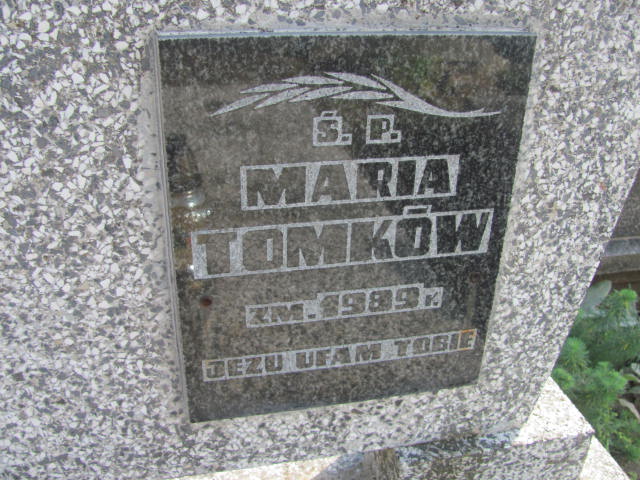 Ś. P.
MARIA
TOMKÓW
ZM. 1989 r.
JEZU UFAM TOBIE